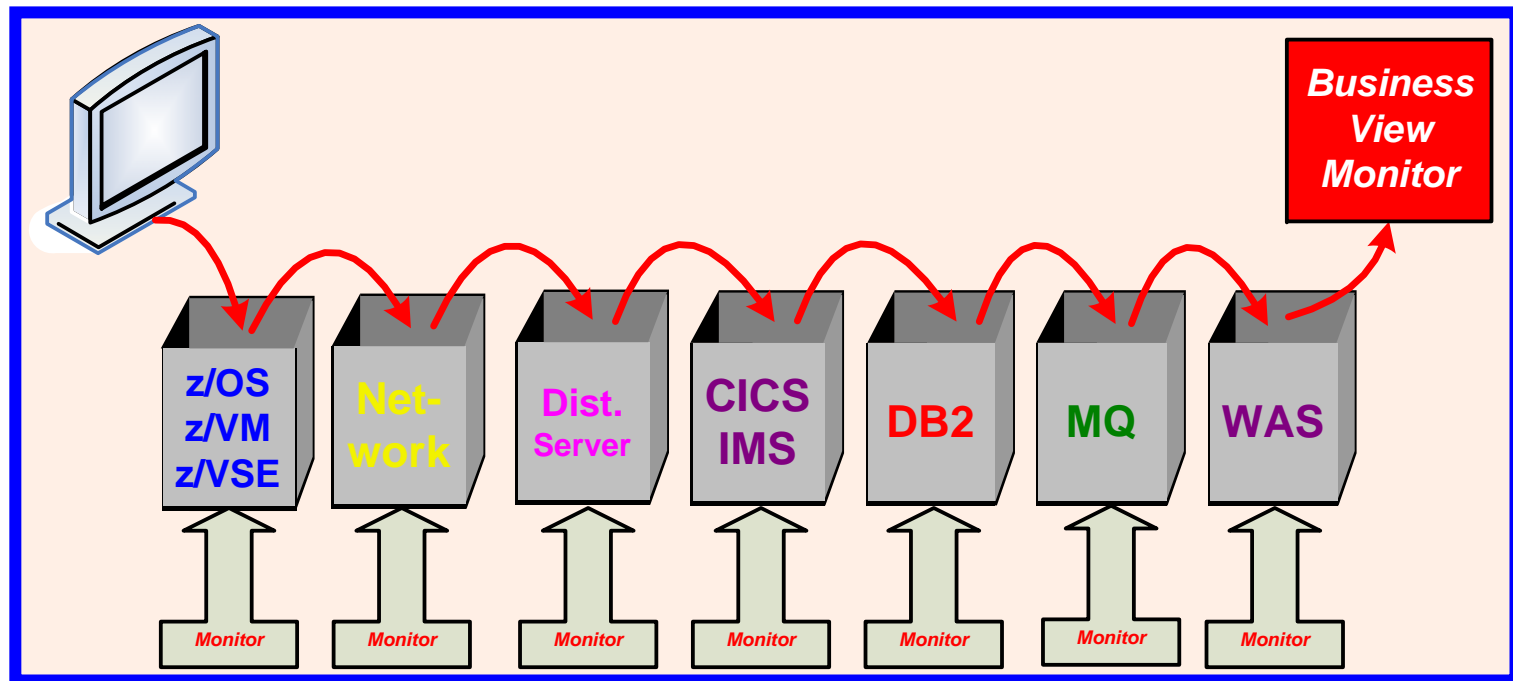 Business
View
Monitor
z/OS
z/VM
z/VSE
Net-
work
Dist.
Server
CICS
IMS
DB2
MQ
WAS
Monitor
Monitor
Monitor
Monitor
Monitor
Monitor
Monitor